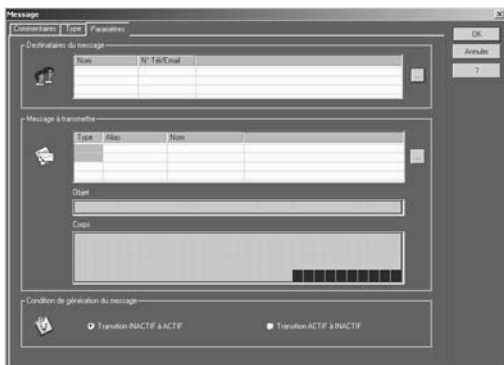 Message
Commentaires Type Paramètres
OK
Annuler
?
Destinataires du message
Nom N° Tél/Email
...
Message à transmettre
Type Alias Nom
...
Objet
Corps
Condition de génération du message
Transition INACTIF à ACTIF Transition ACTIF à INACTIF